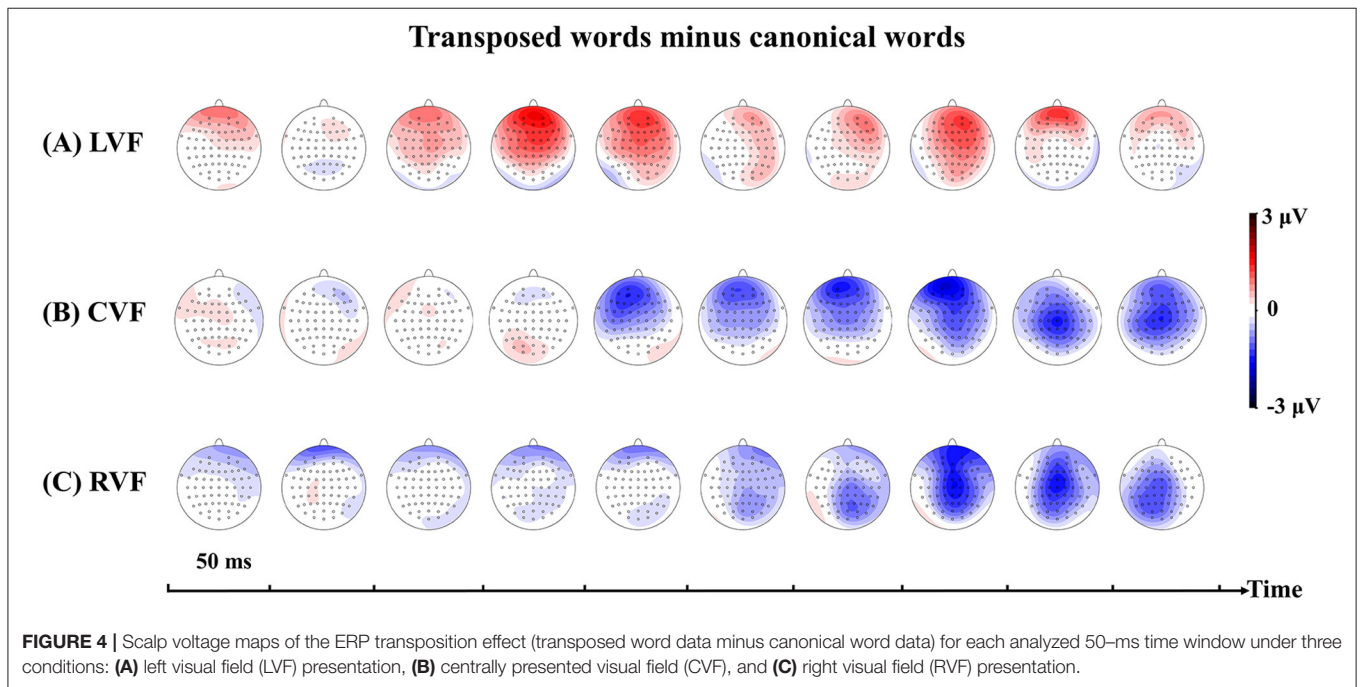 Transposed words minus canonical words
(A) LVF
3 μV
(B) CVF
0
-3 μV
(C) RVF
50 ms
Time
FIGURE 4 | Scalp voltage maps of the ERP transposition effect (transposed word data minus canonical word data) for each analyzed 50–ms time window under three
conditions: (A) left visual field (LVF) presentation, (B) centrally presented visual field (CVF), and (C) right visual field (RVF) presentation.